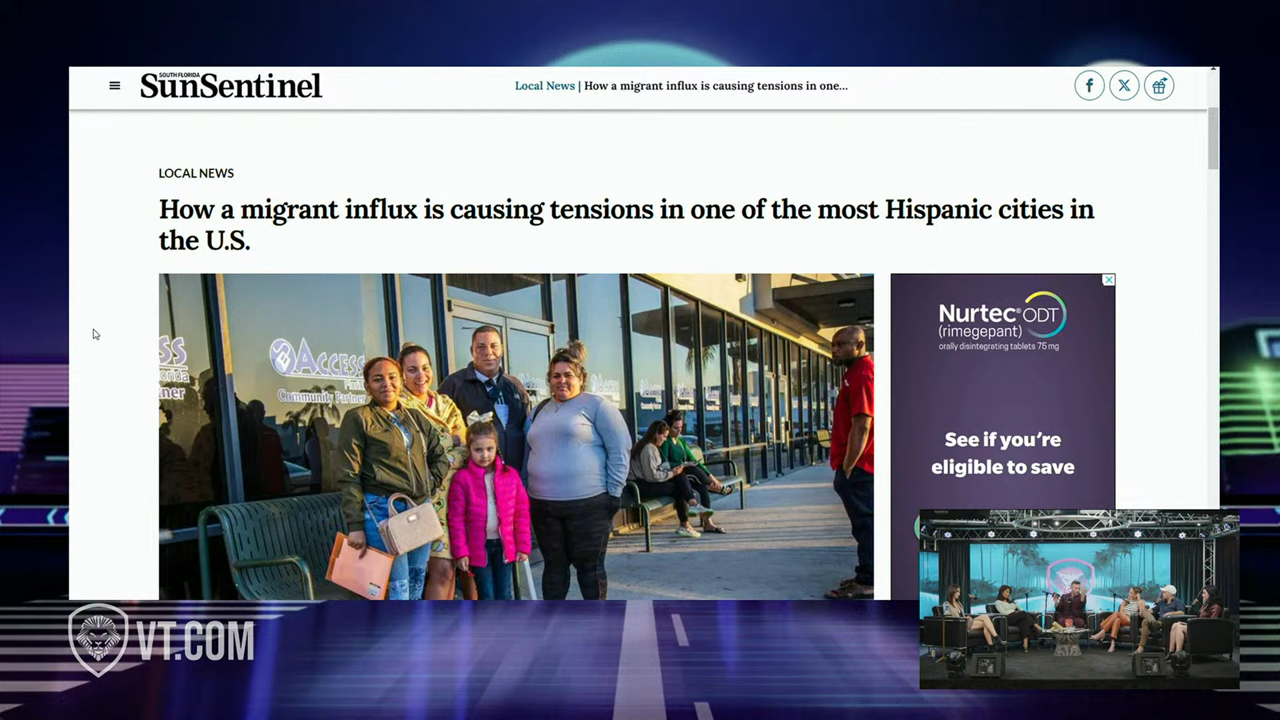 SOUTH FLORIDA
SunSentinel
Local News | How a migrant influx is causing tensions in one...
f
X
LOCAL NEWS
How a migrant influx is causing tensions in one of the most Hispanic cities in
the U.S.
ACCESS
Community Partner
Nurtec® ODT
(rimegepant)
orally disintegrating tablets 75 mg
See if you're
eligible to save
VT.COM